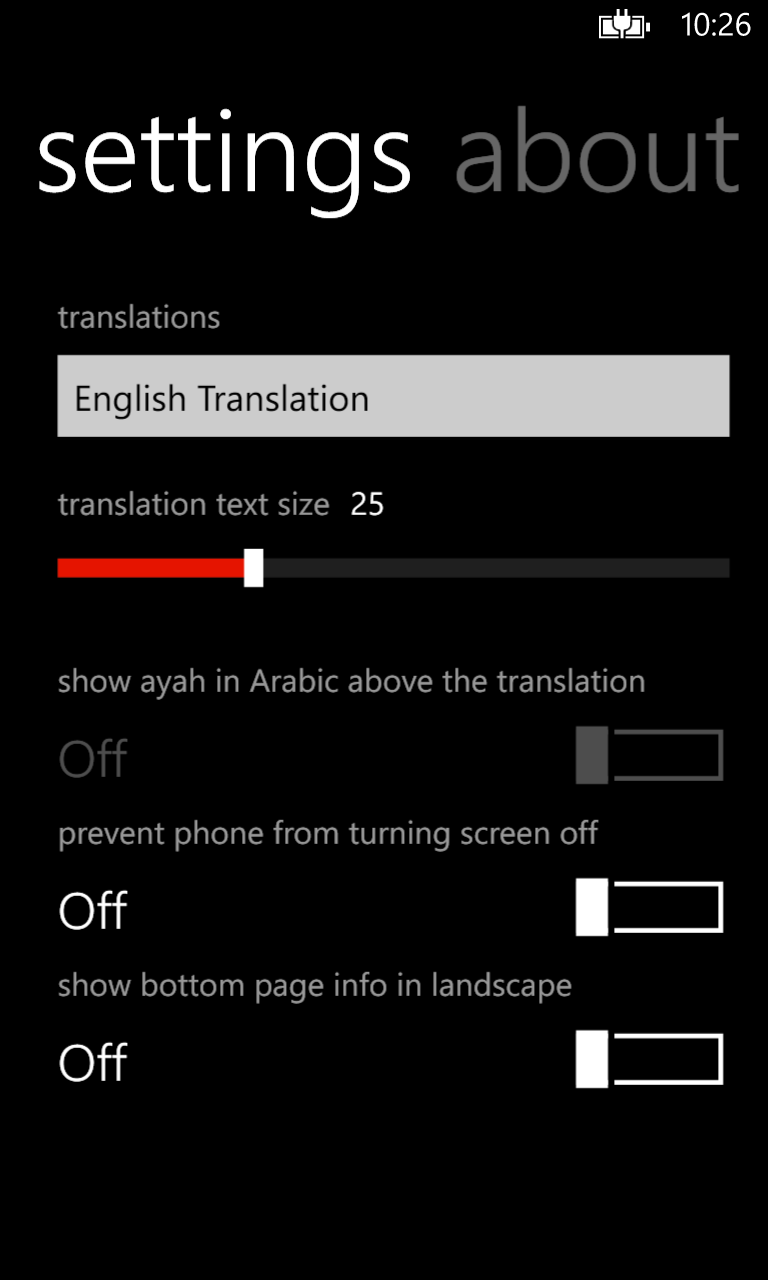 10:26
settings about
translations
English Translation
translation text size 25
show ayah in Arabic above the translation
Off
prevent phone from turning screen off
Off
show bottom page info in landscape
Off